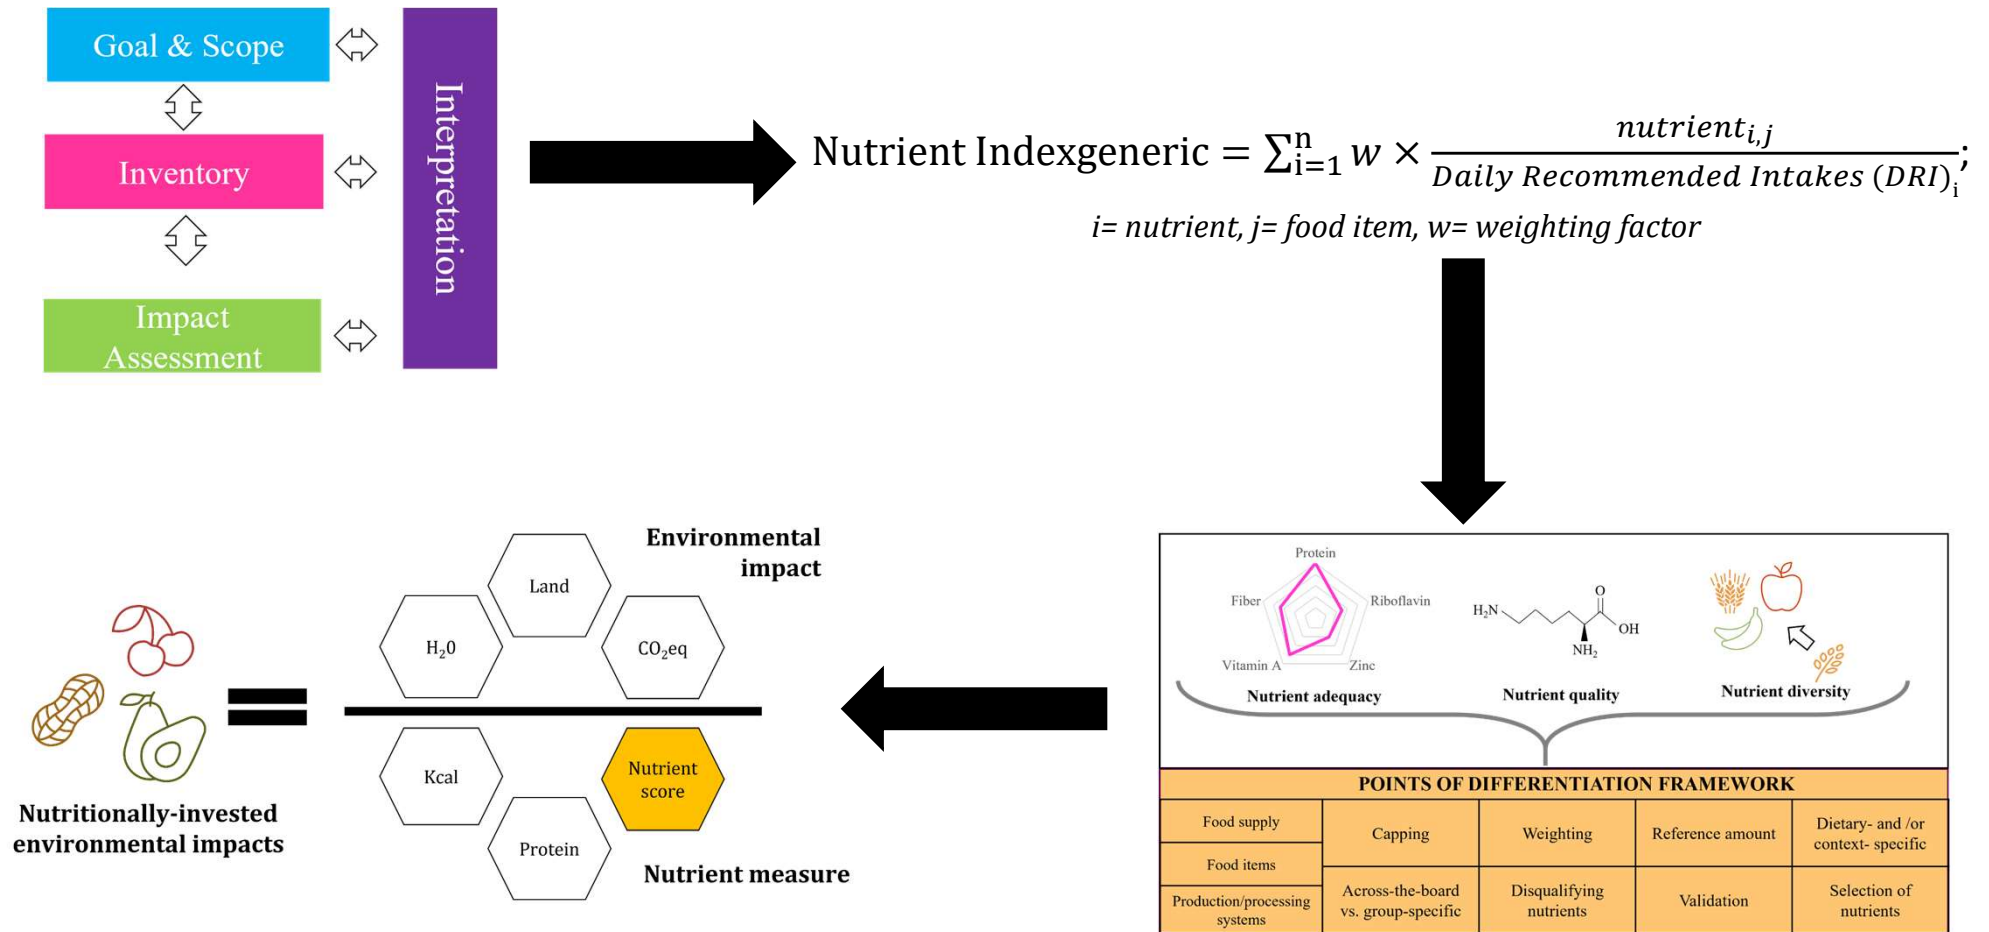 Goal & Scope
Inventory
Impact
Assessment
Interpretation
Nutrient Indexgeneric = ∑ⁿᵢ₌₁ w × nutrientᵢ,ⱼ / Daily Recommended Intakes (DRI)ᵢ;
i= nutrient, j= food item, w= weighting factor
Protein
Fiber
Riboflavin
Vitamin A
Zinc
Nutrient adequacy
H₂N
O
OH
NH₂
Nutrient quality
Nutrient diversity
POINTS OF DIFFERENTIATION FRAMEWORK
Food supply
Food items
Production/processing
systems
Capping
Across-the-board
vs. group-specific
Weighting
Disqualifying
nutrients
Reference amount
Validation
Dietary- and /or
context- specific
Selection of
nutrients
Environmental
impact
Land
H₂0
CO₂eq
Kcal
Nutrient
score
Protein
Nutrient measure
Nutritionally-invested
environmental impacts